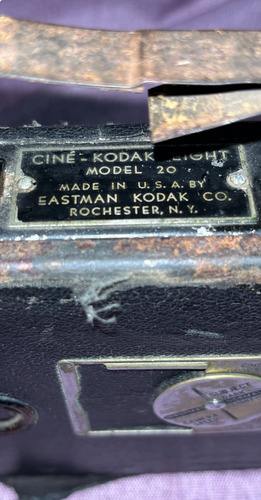 CINÉ-KODAK EIGHT
MODEL 20
MADE IN U.S.A. BY
EASTMAN KODAK CO.
ROCHESTER, N.Y.